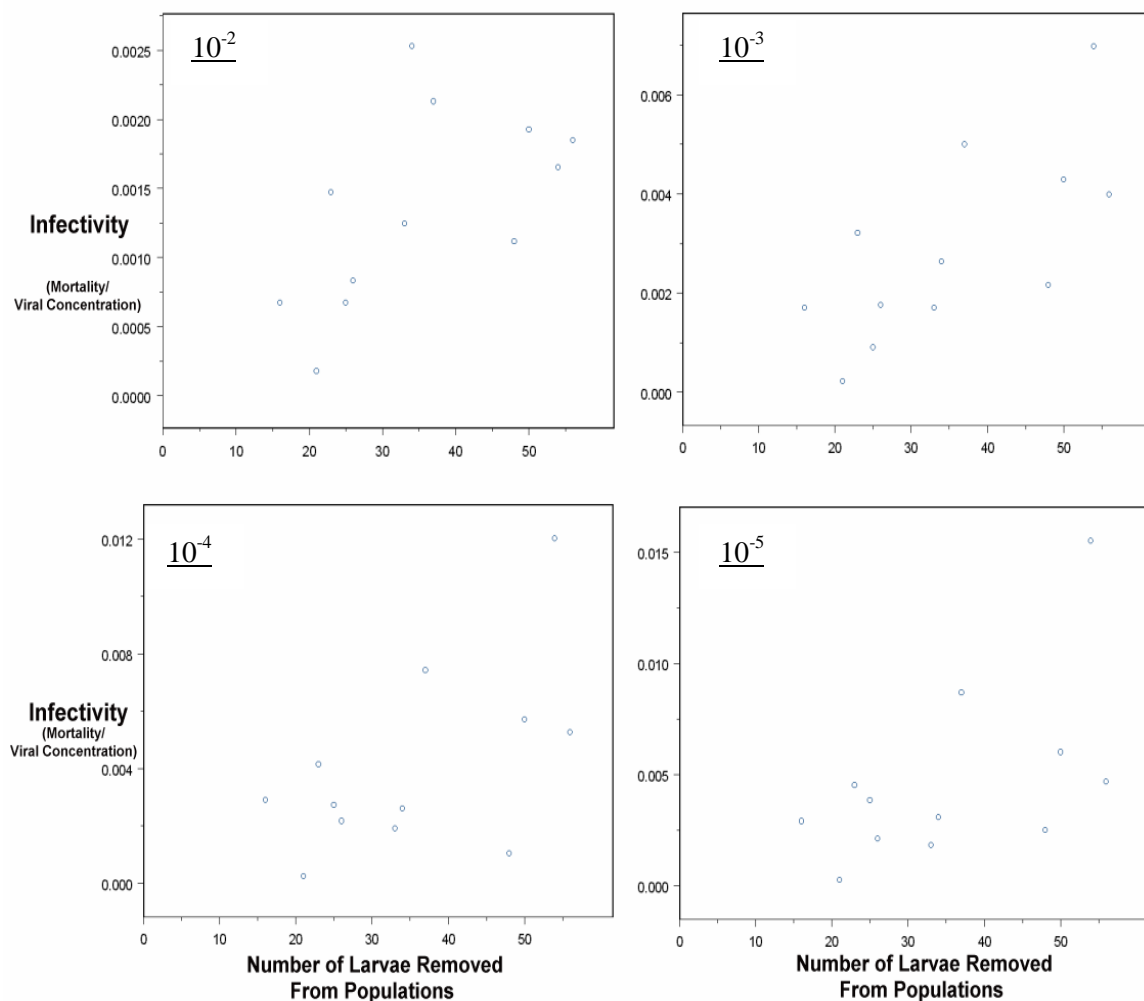 10-2
0.0025
0.0020
0.0015
0.0010
0.0005
0.0000
Infectivity
(Mortality/
Viral Concentration)
0 10 20 30 40 50
10-3
0.006
0.004
0.002
0.000
0 10 20 30 40 50
10-4
0.012
0.008
0.004
0.000
Infectivity
(Mortality/
Viral Concentration)
0 10 20 30 40 50
Number of Larvae Removed
From Populations
10-5
0.015
0.010
0.005
0.000
0 10 20 30 40 50
Number of Larvae Removed
From Populations